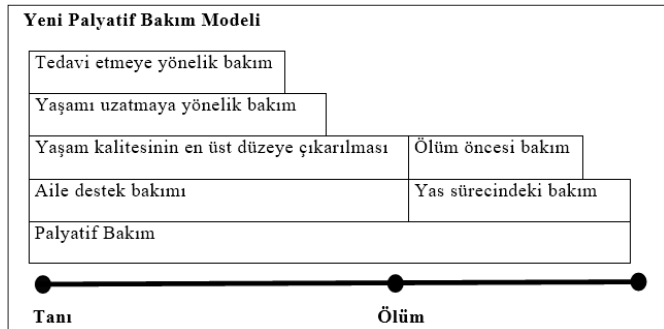 Yeni Palyatif Bakım Modeli
Tedavi etmeye yönelik bakım
Yaşamı uzatmaya yönelik bakım
Yaşam kalitesinin en üst düzeye çıkarılması
Ölüm öncesi bakım
Aile destek bakımı
Yas sürecindeki bakım
Palyatif Bakım
Tanı
Ölüm